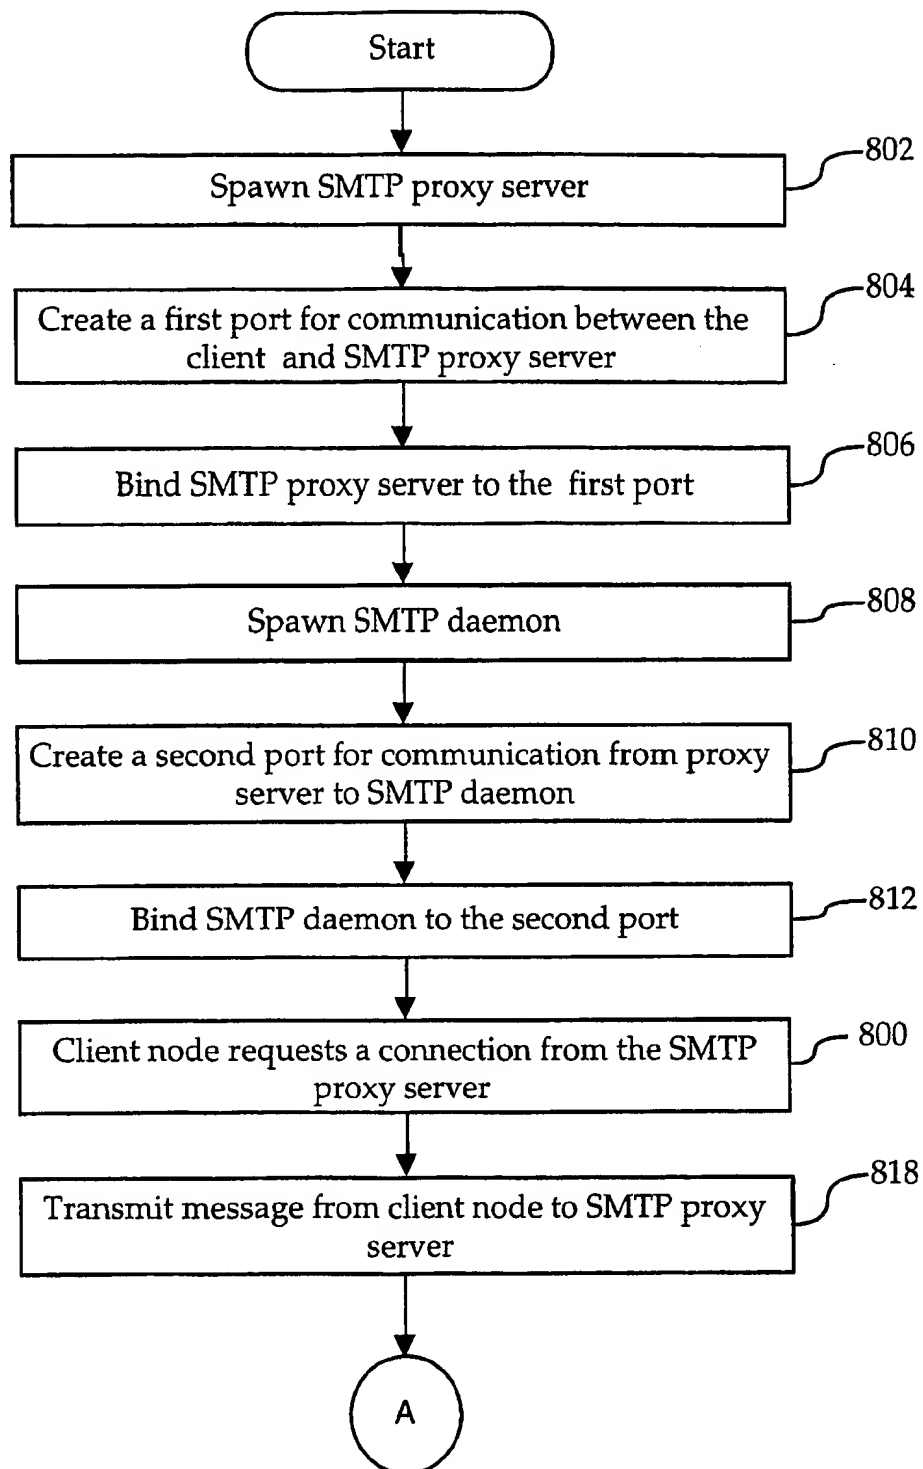 Start
Spawn SMTP proxy server
802
Create a first port for communication between the
client and SMTP proxy server
804
Bind SMTP proxy server to the first port
806
Spawn SMTP daemon
808
Create a second port for communication from proxy
server to SMTP daemon
810
Bind SMTP daemon to the second port
812
Client node requests a connection from the SMTP
proxy server
800
Transmit message from client node to SMTP proxy
server
818
A